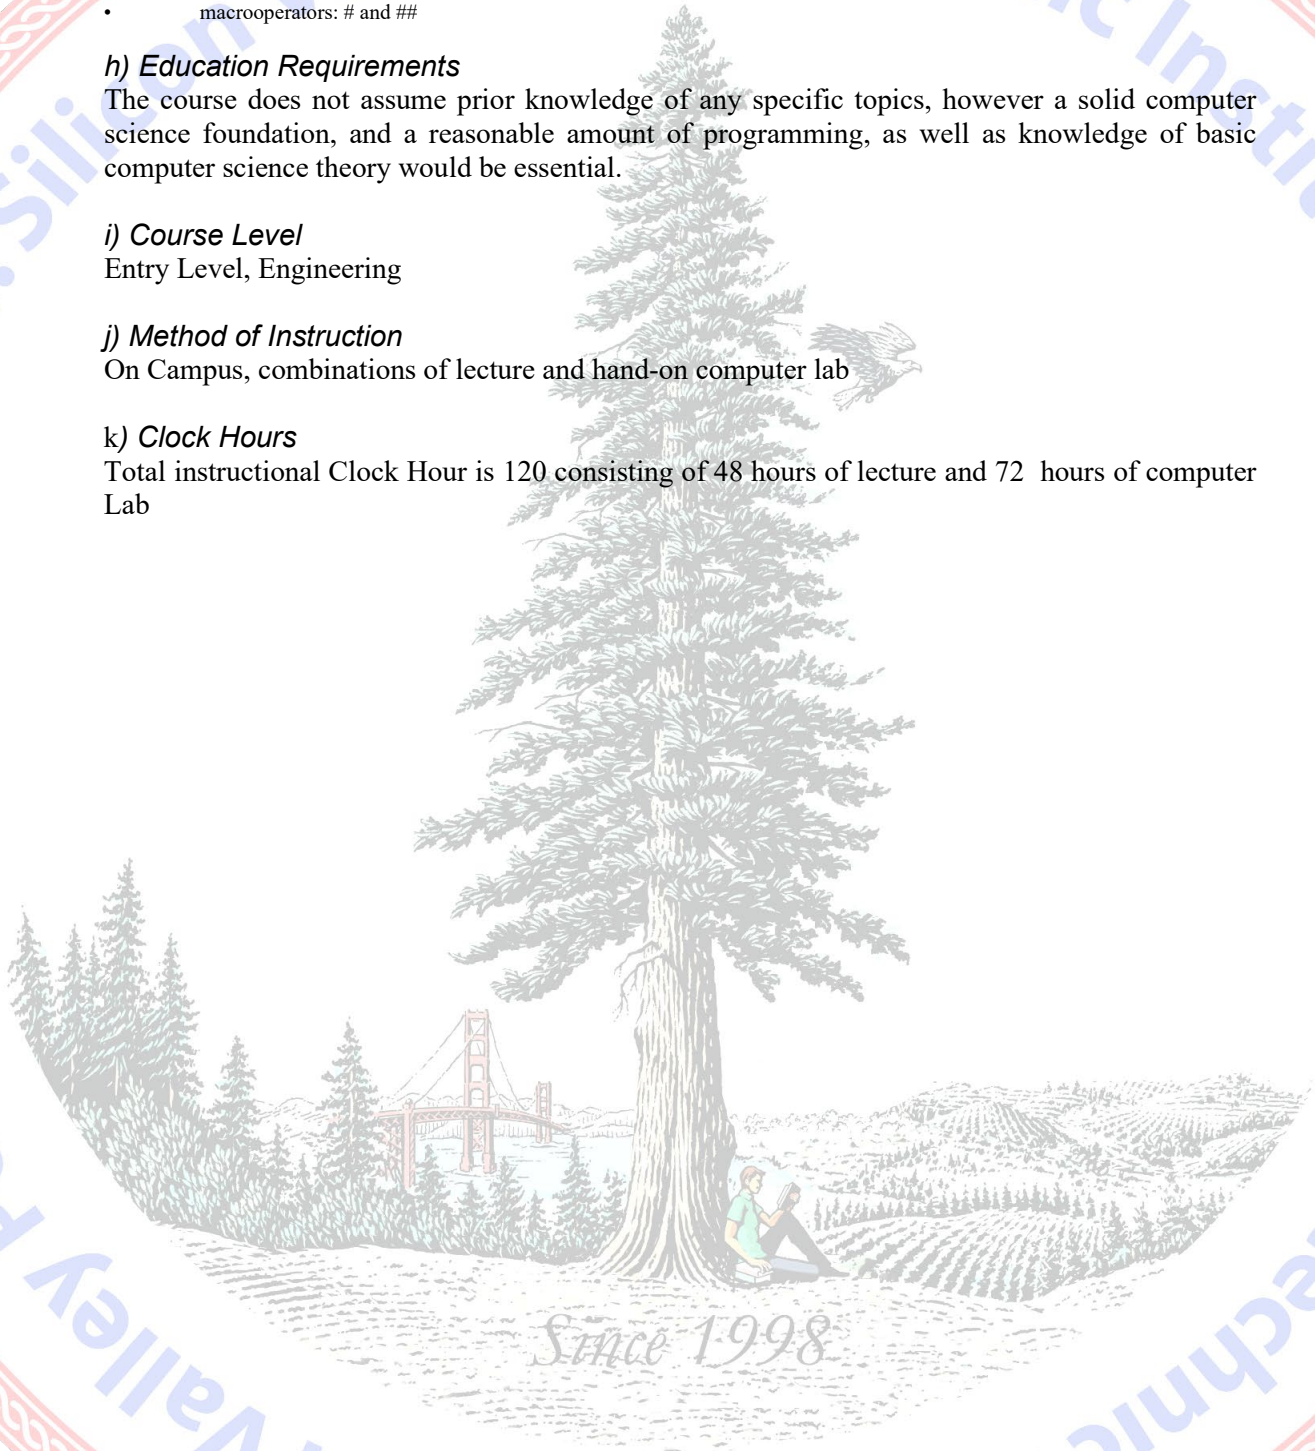 • macrooperators: # and ##
h) Education Requirements
The course does not assume prior knowledge of any specific topics, however a solid computer
science foundation, and a reasonable amount of programming, as well as knowledge of basic
computer science theory would be essential.
i) Course Level
Entry Level, Engineering
j) Method of Instruction
On Campus, combinations of lecture and hand-on computer lab
k) Clock Hours
Total instructional Clock Hour is 120 consisting of 48 hours of lecture and 72 hours of computer
Lab
Since 1998
Silicon
Valley